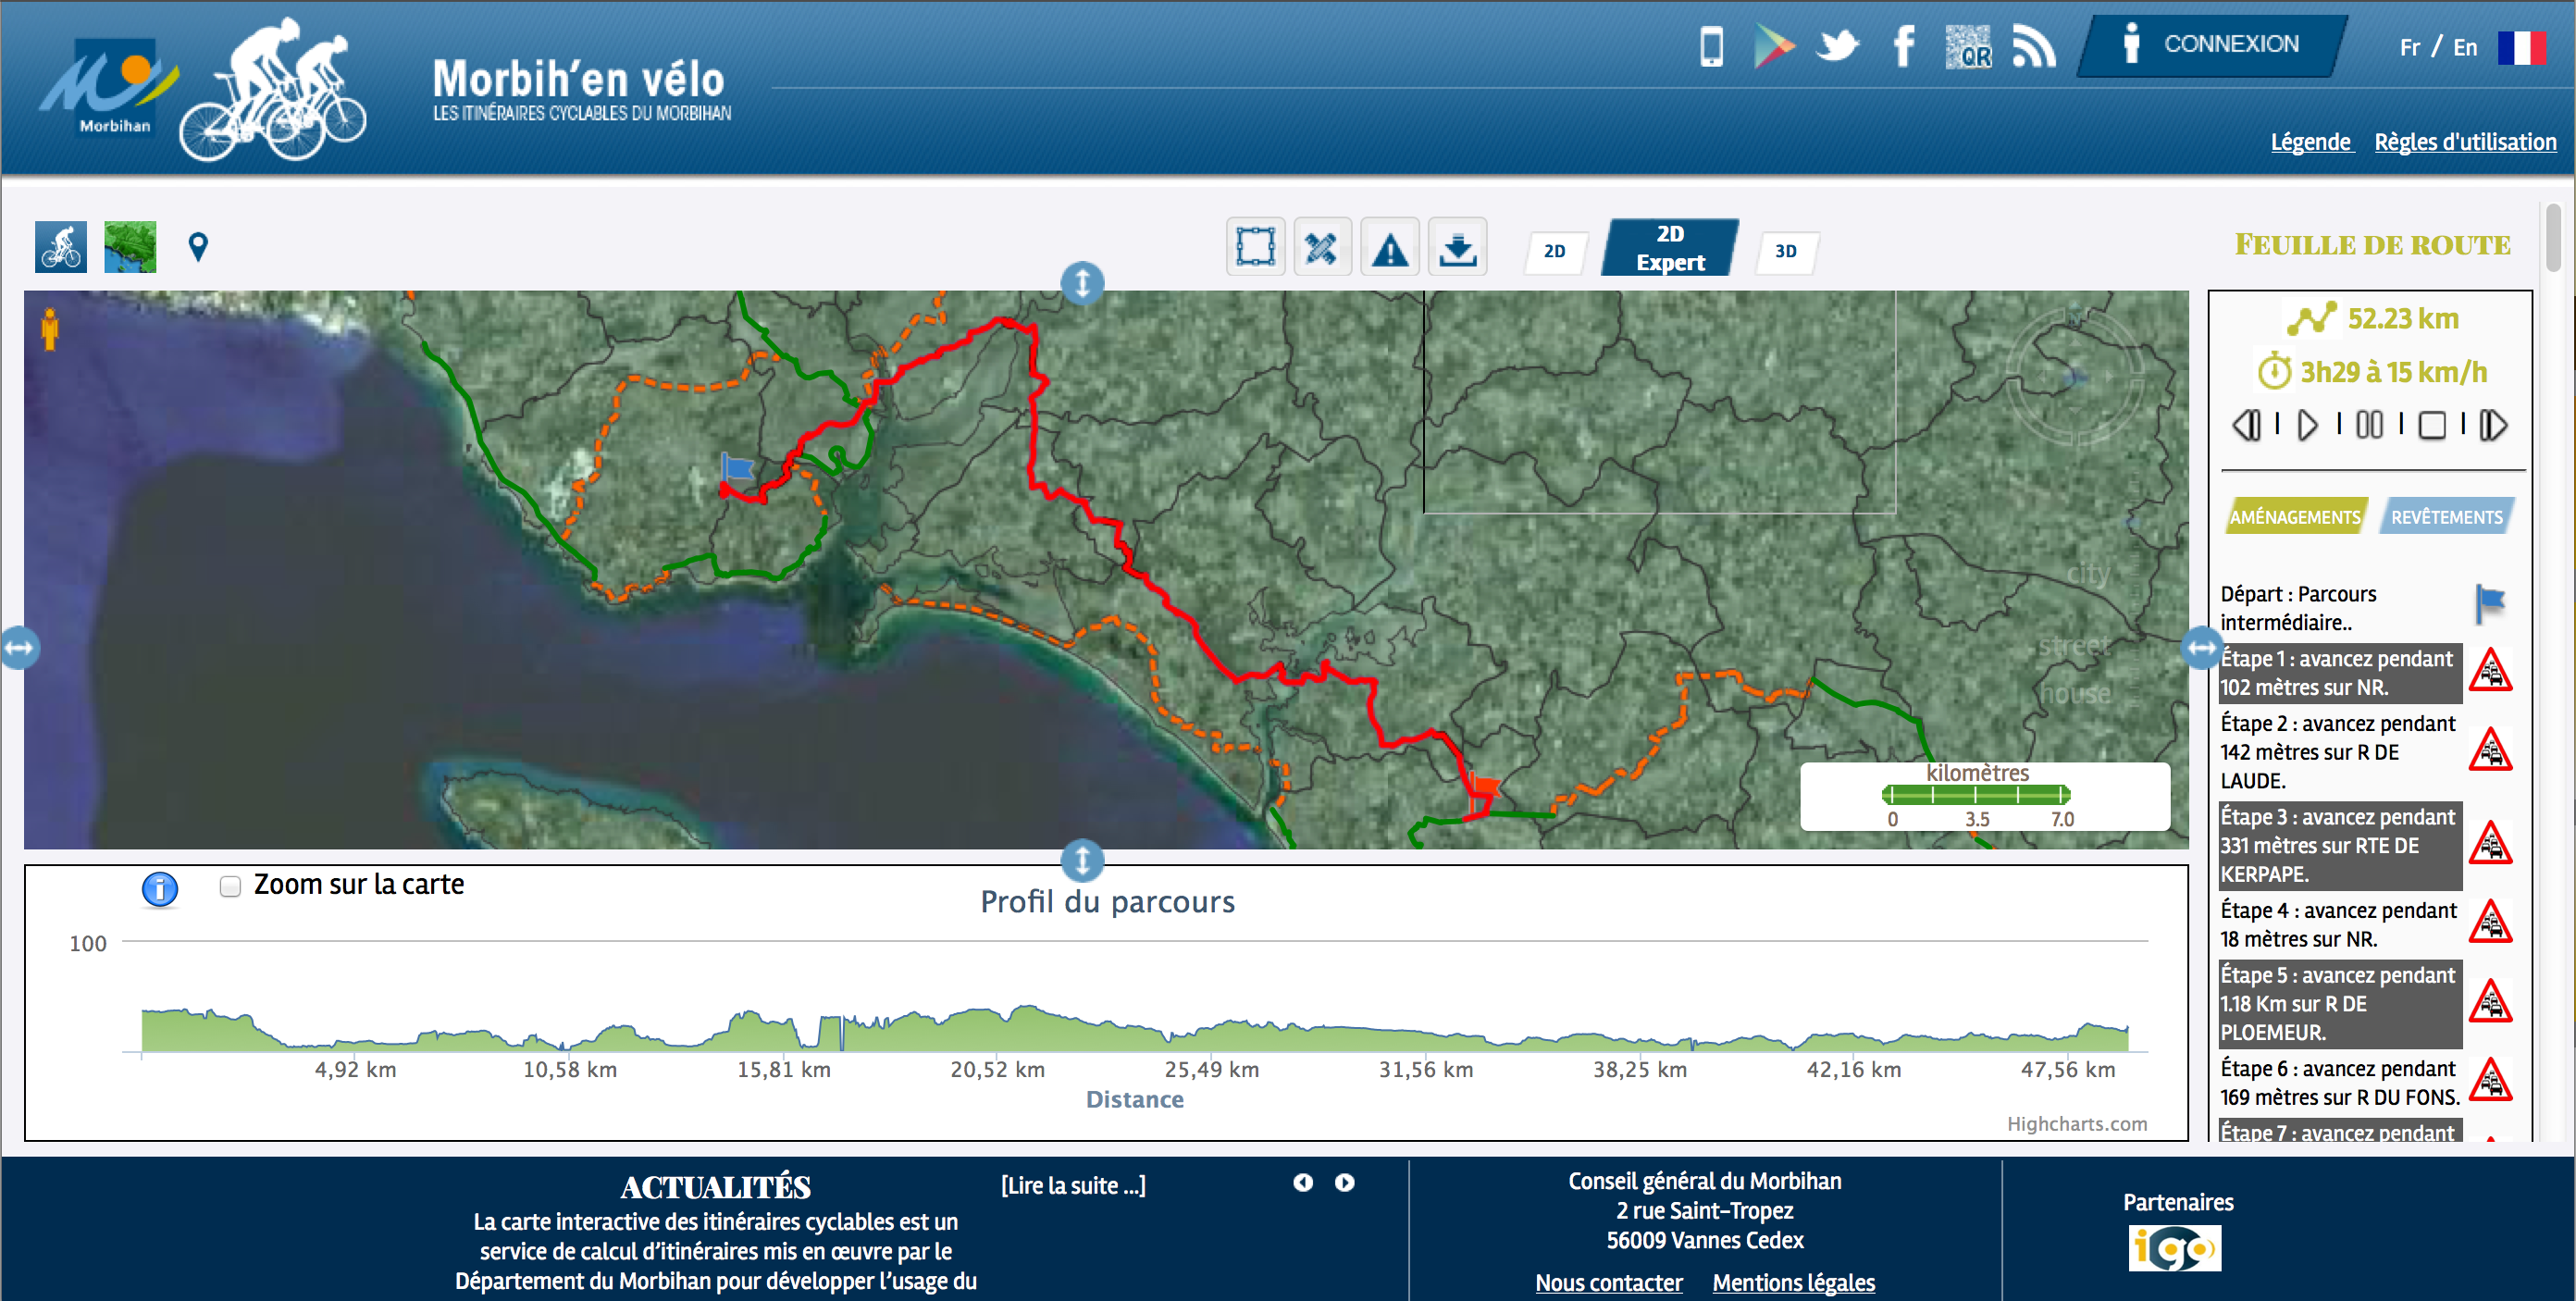 Morbihan
Morbih'en vélo
LES ITINÉRAIRES CYCLABLES DU MORBIHAN
QR
CONNEXION
Fr / En
Légende
Règles d'utilisation
2D
2D
Expert
3D
FEUILLE DE ROUTE
52.23 km
3h29 à 15 km/h
AMÉNAGEMENTS
REVÊTEMENTS
Départ : Parcours
intermédiaire..
Étape 1 : avancez pendant
102 mètres sur NR.
Étape 2 : avancez pendant
142 mètres sur R DE
LAUDE.
Étape 3 : avancez pendant
331 mètres sur RTE DE
KERPAPE.
Étape 4 : avancez pendant
18 mètres sur NR.
Étape 5 : avancez pendant
1.18 Km sur R DE
PLOEMEUR.
Étape 6 : avancez pendant
169 mètres sur R DU FONS.
Étape 7 : avancez pendant
N
city
street
house
kilomètres
0 3.5 7.0
Zoom sur la carte
Profil du parcours
100
4,92 km 10,58 km 15,81 km 20,52 km 25,49 km 31,56 km 38,25 km 42,16 km 47,56 km
Distance
Highcharts.com
ACTUALITÉS
La carte interactive des itinéraires cyclables est un
service de calcul d'itinéraires mis en œuvre par le
Département du Morbihan pour développer l'usage du
[Lire la suite ...]
Conseil général du Morbihan
2 rue Saint-Tropez
56009 Vannes Cedex
Nous contacter
Mentions légales
Partenaires
igo